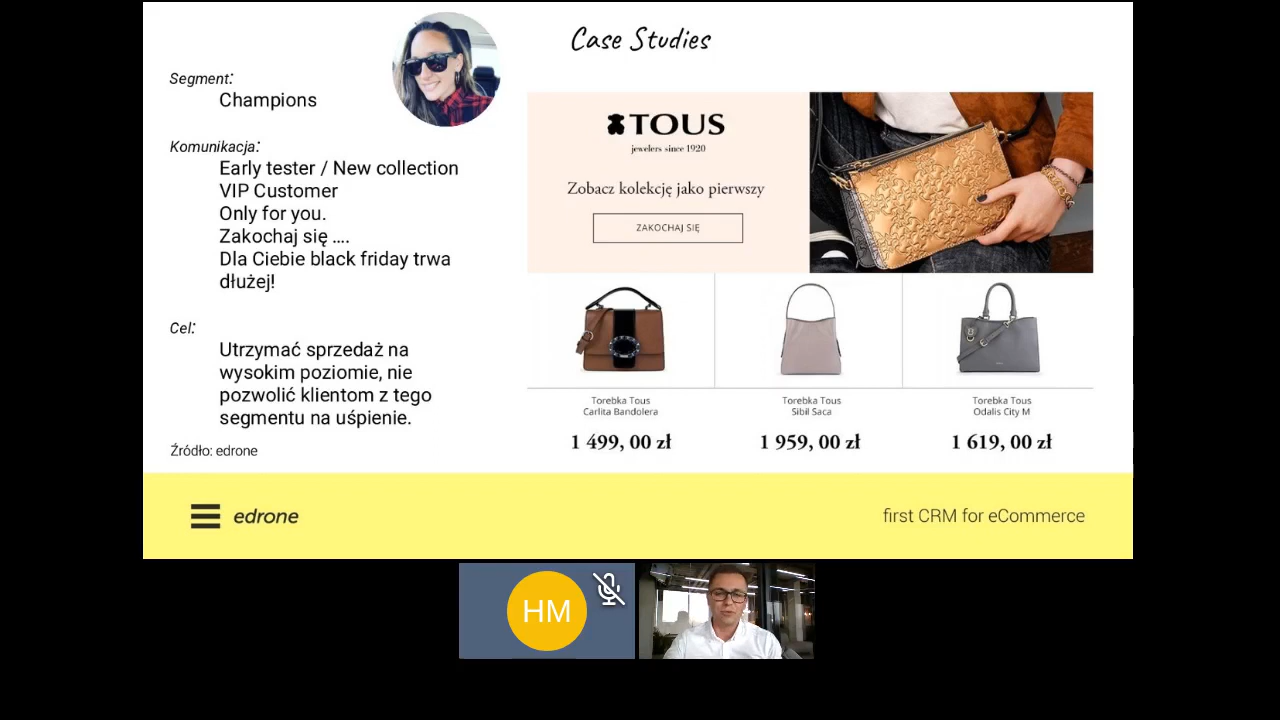 Case Studies
Segment:
Champions
Komunikacja:
Early tester / New collection
VIP Customer
Only for you.
Zakochaj się ....
Dla Ciebie black friday trwa
dłużej!
Cel:
Utrzymać sprzedaż na
wysokim poziomie, nie
pozwolić klientom z tego
segmentu na uśpienie.
Źródło: edrone
TOUS
jewelers since 1920
Zobacz kolekcję jako pierwszy
ZAKOCHAJ SIĘ
Torebka Tous
Carlita Bandolera
1 499, 00 zł
Torebka Tous
Sibil Saca
1 959, 00 zł
Torebka Tous
Odalis City M
1 619, 00 zł
edrone
first CRM for eCommerce
HM